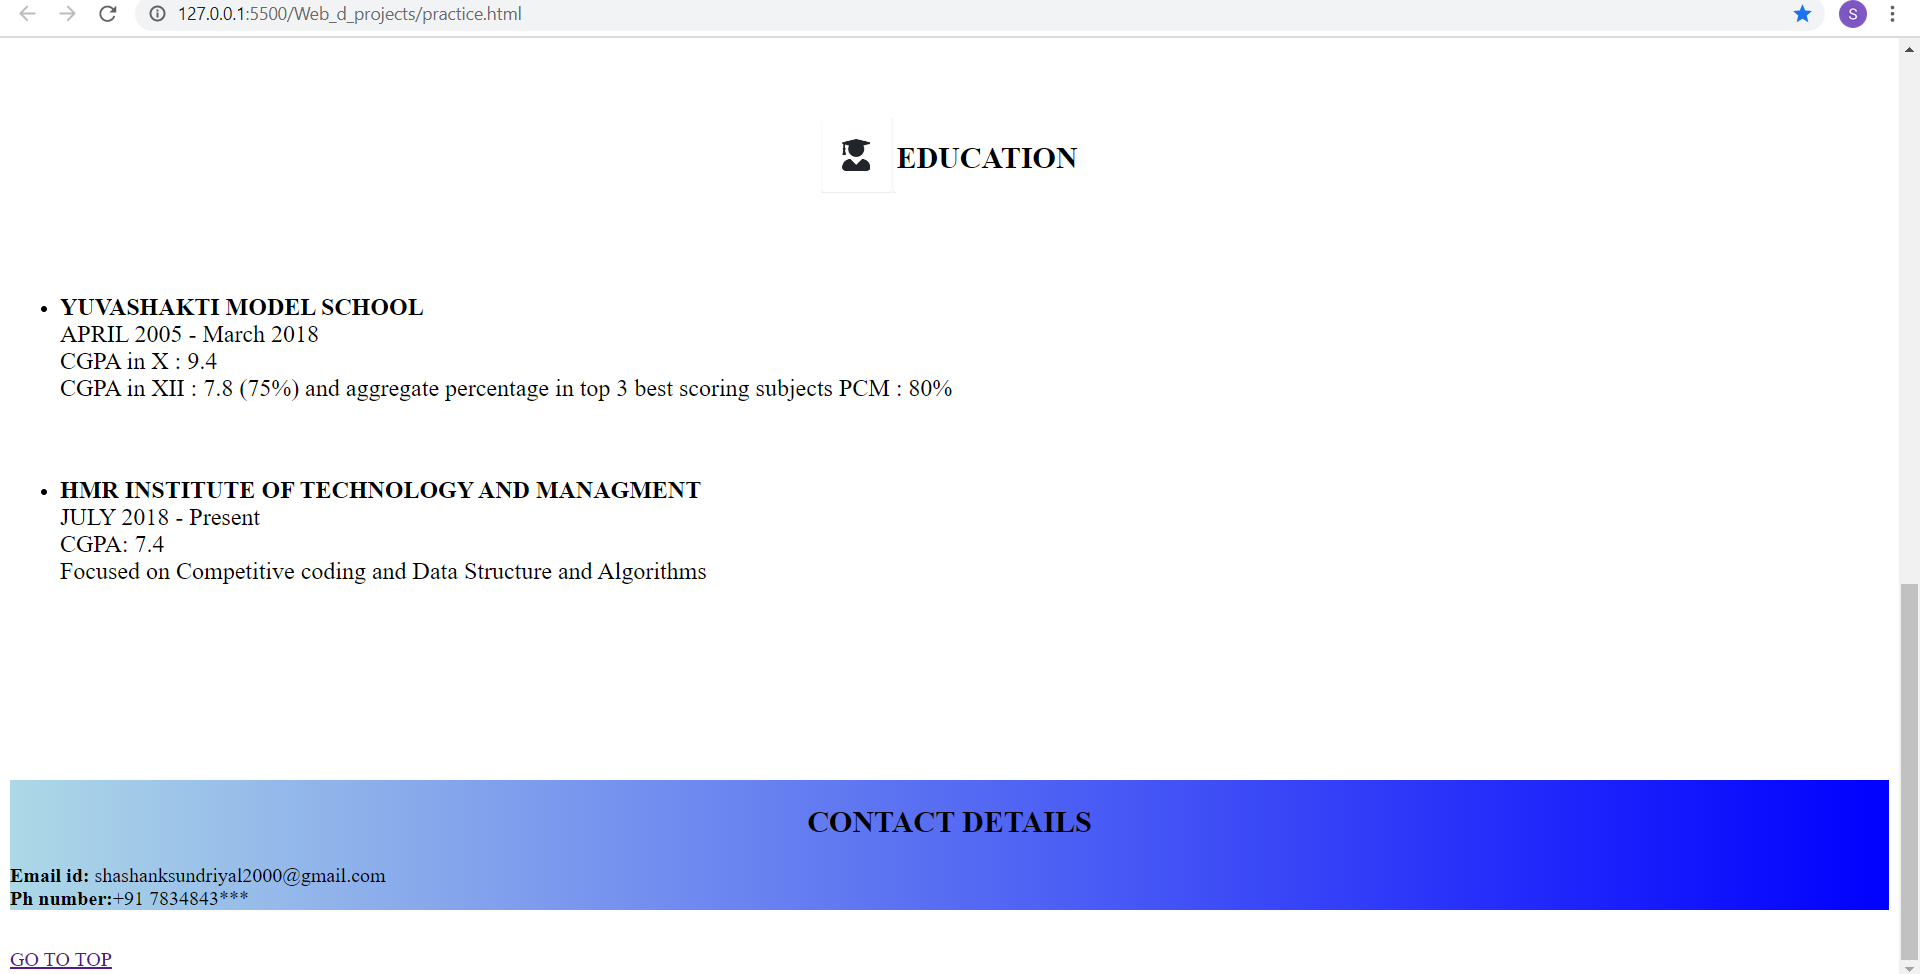 127.0.0.1:5500/Web_d_projects/practice.html
S
EDUCATION
YUVASHAKTI MODEL SCHOOL
APRIL 2005 - March 2018
CGPA in X : 9.4
CGPA in XII : 7.8 (75%) and aggregate percentage in top 3 best scoring subjects PCM : 80%
HMR INSTITUTE OF TECHNOLOGY AND MANAGMENT
JULY 2018 - Present
CGPA: 7.4
Focused on Competitive coding and Data Structure and Algorithms
CONTACT DETAILS
Email id: shashanksundriyal2000@gmail.com
Ph number:+91 7834843***
GO TO TOP